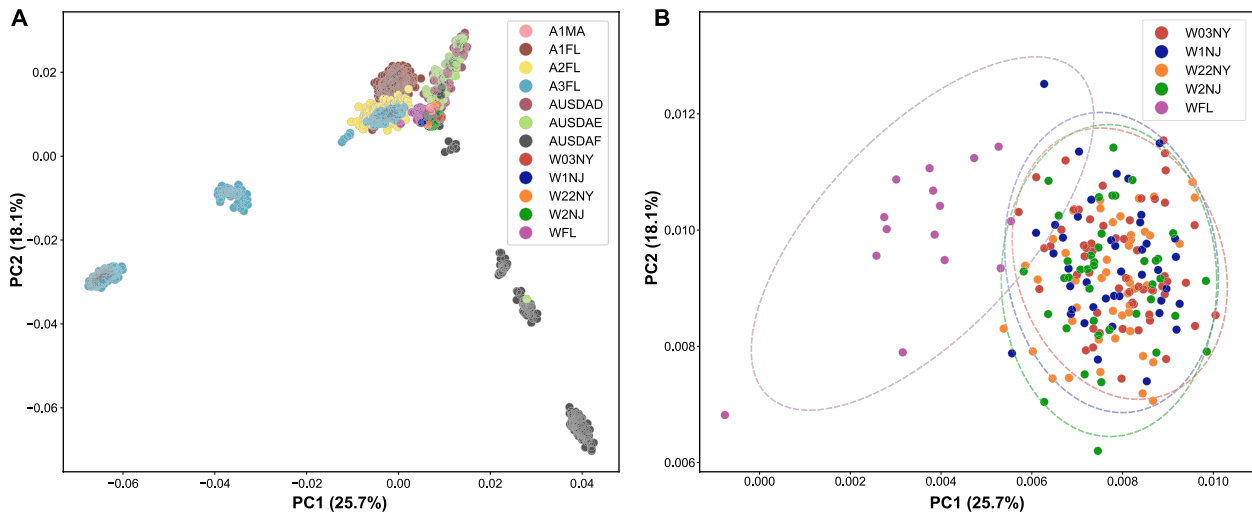 A
A1MA
A1FL
A2FL
A3FL
AUSDAD
AUSDAE
AUSDAF
W03NY
W1NJ
W22NY
W2NJ
WFL
0.02
0.00
−0.02
−0.04
−0.06
PC2 (18.1%)
−0.06
−0.04
−0.02
0.00
0.02
0.04
PC1 (25.7%)
B
W03NY
W1NJ
W22NY
W2NJ
WFL
0.012
0.010
0.008
0.006
PC2 (18.1%)
0.000
0.002
0.004
0.006
0.008
0.010
PC1 (25.7%)